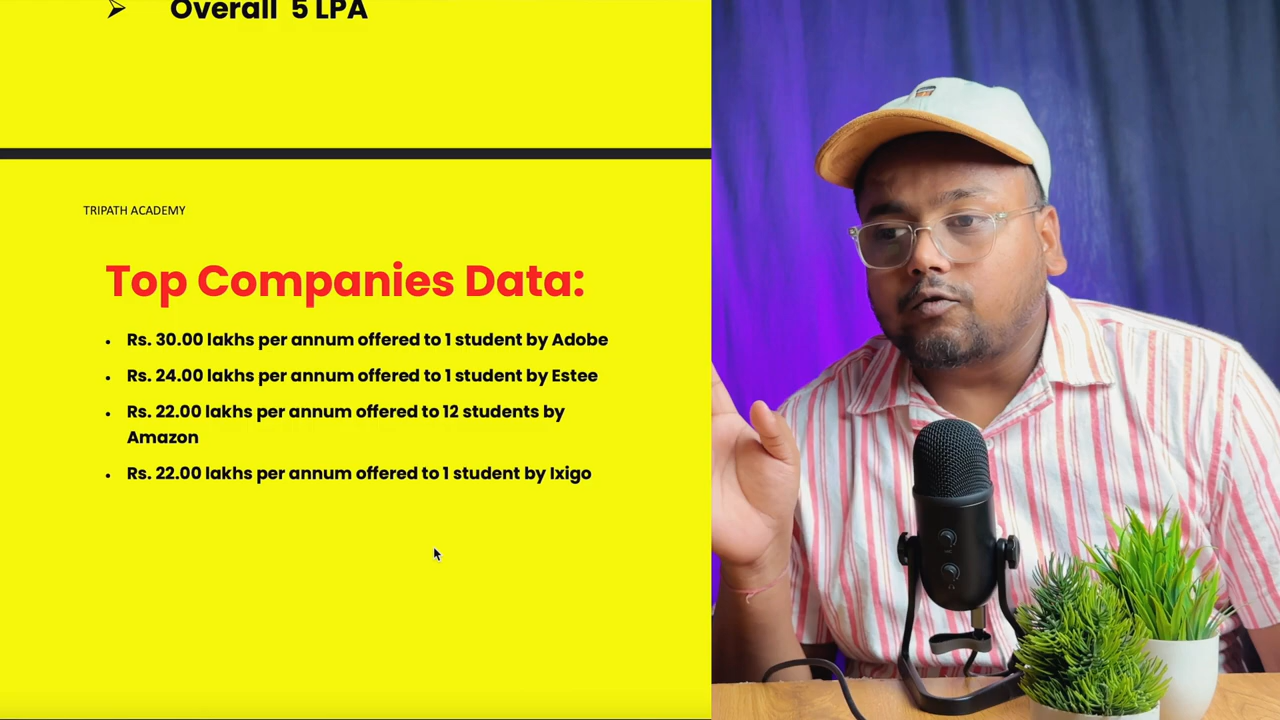 ➢ Overall 5 LPA
TRIPATH ACADEMY
Top Companies Data:
• Rs. 30.00 lakhs per annum offered to 1 student by Adobe
• Rs. 24.00 lakhs per annum offered to 1 student by Estee
• Rs. 22.00 lakhs per annum offered to 12 students by
Amazon
• Rs. 22.00 lakhs per annum offered to 1 student by Ixigo